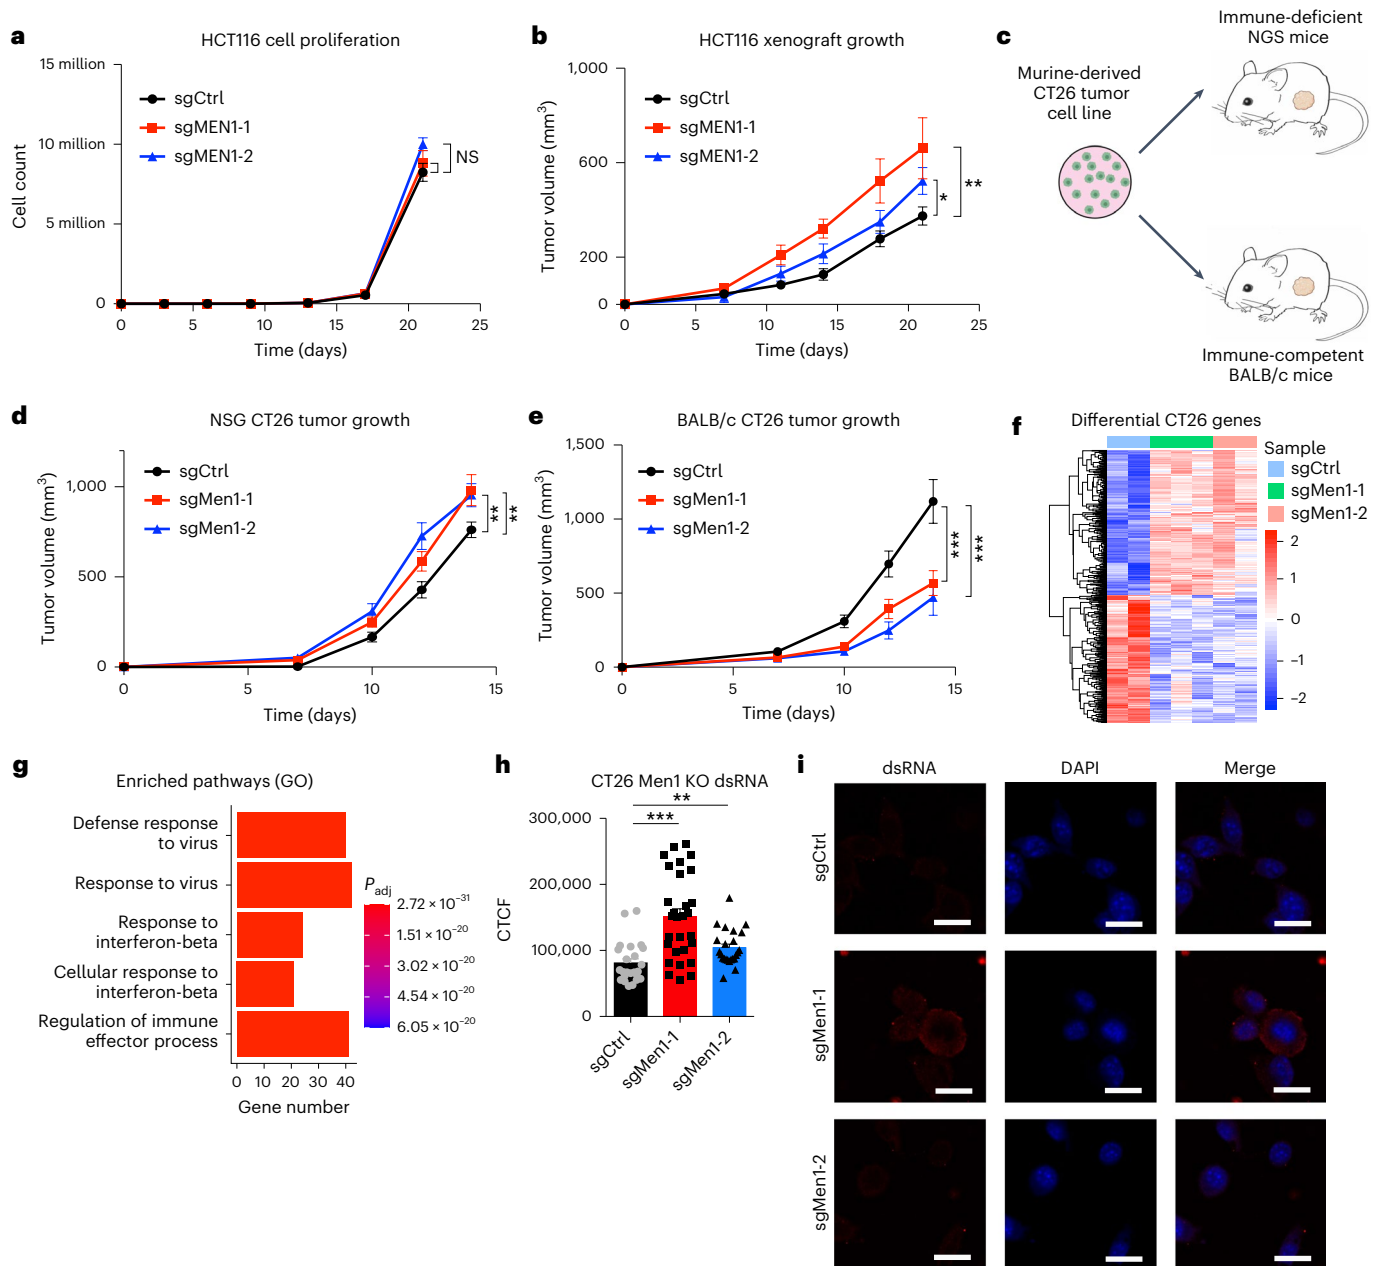 a
HCT116 cell proliferation
15 million
10 million
5 million
0
Cell count
sgCtrl
sgMEN1-1
sgMEN1-2
NS
0 5 10 15 20 25
Time (days)
b
HCT116 xenograft growth
1,000
600
200
0
Tumor volume (mm³)
sgCtrl
sgMEN1-1
sgMEN1-2
*
**
0 5 10 15 20 25
Time (days)
c
Immune-deficient
NGS mice
Murine-derived
CT26 tumor
cell line
Immune-competent
BALB/c mice
d
NSG CT26 tumor growth
1,000
500
0
Tumor volume (mm³)
sgCtrl
sgMen1-1
sgMen1-2
**
**
0 5 10 15
Time (days)
e
BALB/c CT26 tumor growth
1,500
1,000
500
0
Tumor volume (mm³)
sgCtrl
sgMen1-1
sgMen1-2
***
***
0 5 10 15
Time (days)
f
Differential CT26 genes
Sample
sgCtrl
sgMen1-1
sgMen1-2
2
1
0
−1
−2
g
Enriched pathways (GO)
Defense response
to virus
Response to virus
Response to
interferon-beta
Cellular response to
interferon-beta
Regulation of immune
effector process
0 10 20 30 40
Gene number
Padj
2.72 × 10⁻³¹
1.51 × 10⁻²⁰
3.02 × 10⁻²⁰
4.54 × 10⁻²⁰
6.05 × 10⁻²⁰
h
CT26 Men1 KO dsRNA
**
***
300,000
200,000
100,000
0
CTCF
sgCtrl
sgMen1-1
sgMen1-2
i
dsRNA DAPI Merge
sgCtrl
sgMen1-1
sgMen1-2